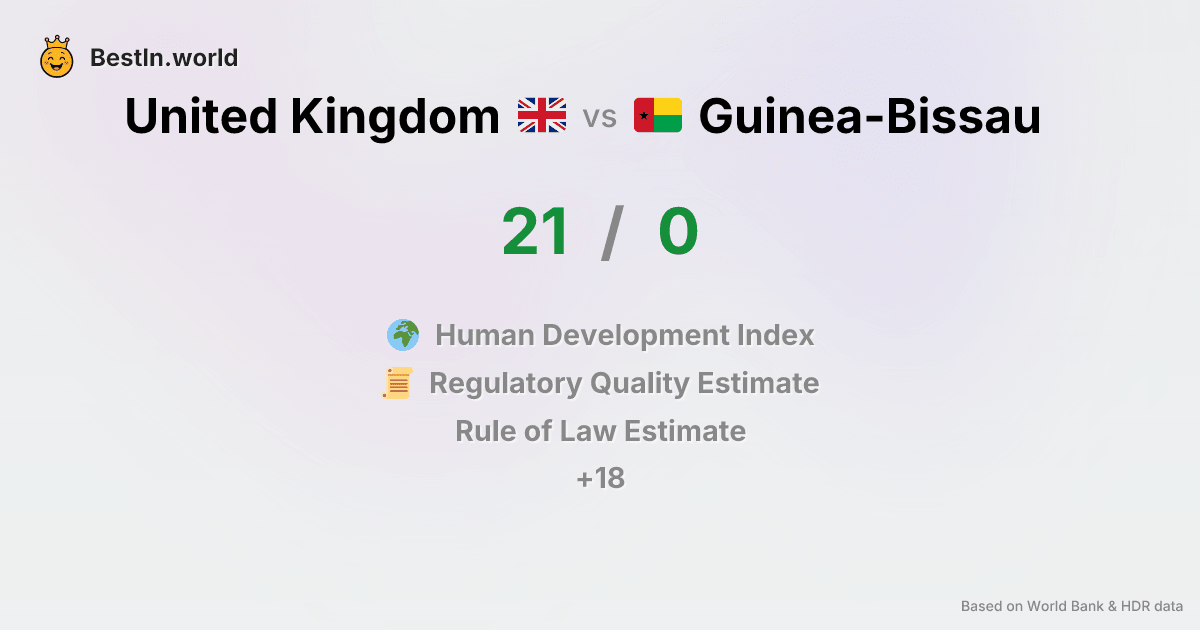 BestIn.world
United Kingdom vs Guinea-Bissau
21 / 0
Human Development Index
Regulatory Quality Estimate
Rule of Law Estimate
+18
Based on World Bank & HDR data